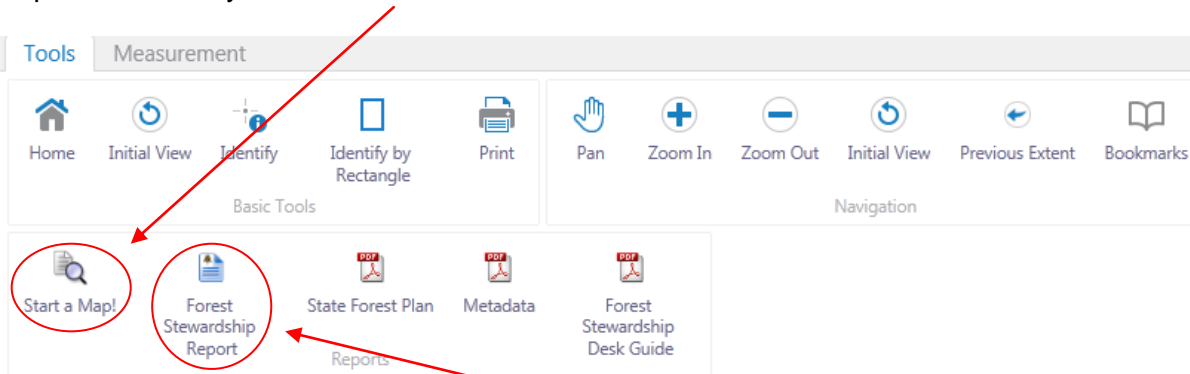 Tools Measurement
Home Initial View Identify Identify by Rectangle Print Pan Zoom In Zoom Out Initial View Previous Extent Bookmarks
Basic Tools Navigation
Start a Map! Forest Stewardship Report State Forest Plan Metadata Forest Stewardship Desk Guide
Reports